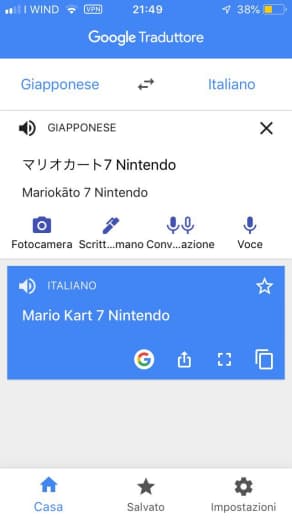 I WIND VPN 21:49 38%
Google Traduttore
Giapponese Italiano
GIAPPONESE
マリオカート7 Nintendo
Mariokāto 7 Nintendo
Fotocamera Scritt...mano Conv...azione Voce
ITALIANO
Mario Kart 7 Nintendo
G
Casa Salvato Impostazioni